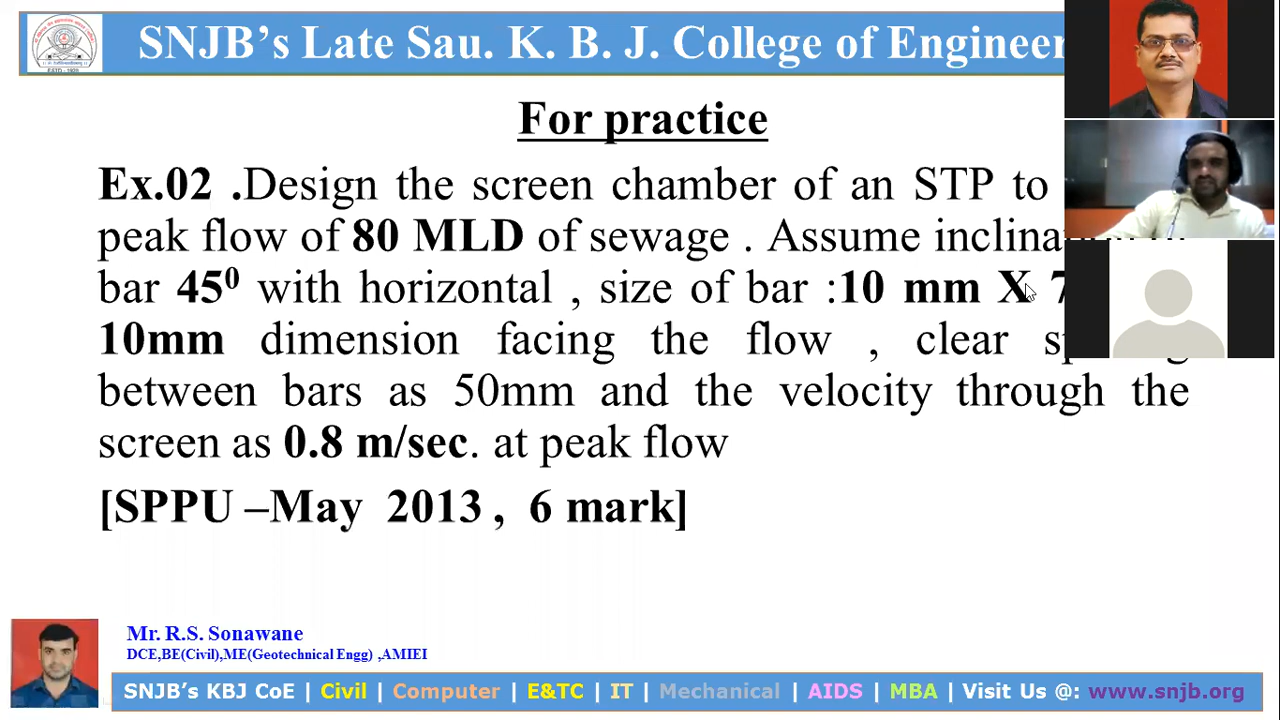 SNJB's Late Sau. K. B. J. College of Engineer
For practice
Ex.02 .Design the screen chamber of an STP to
peak flow of 80 MLD of sewage . Assume
bar 45⁰ with horizontal , size of bar :10 mm X 7
10mm dimension facing the flow , clear
between bars as 50mm and the velocity through the
screen as 0.8 m/sec. at peak flow
[SPPU –May 2013 , 6 mark]
Mr. R.S. Sonawane
DCE,BE(Civil),ME(Geotechnical Engg) ,AMIEI
SNJB's KBJ CoE | Civil | Computer | E&TC | IT | Mechanical | AIDS | MBA | Visit Us @: www.snjb.org